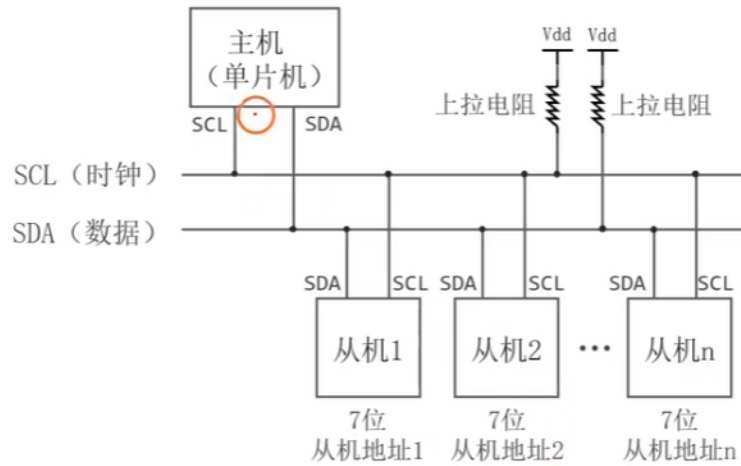 主机
（单片机）
SCL
SDA
Vdd
Vdd
上拉电阻
上拉电阻
SCL（时钟）
SDA（数据）
SDA
SCL
SDA
SCL
SDA
SCL
从机1
从机2
···
从机n
7位
从机地址1
7位
从机地址2
7位
从机地址n